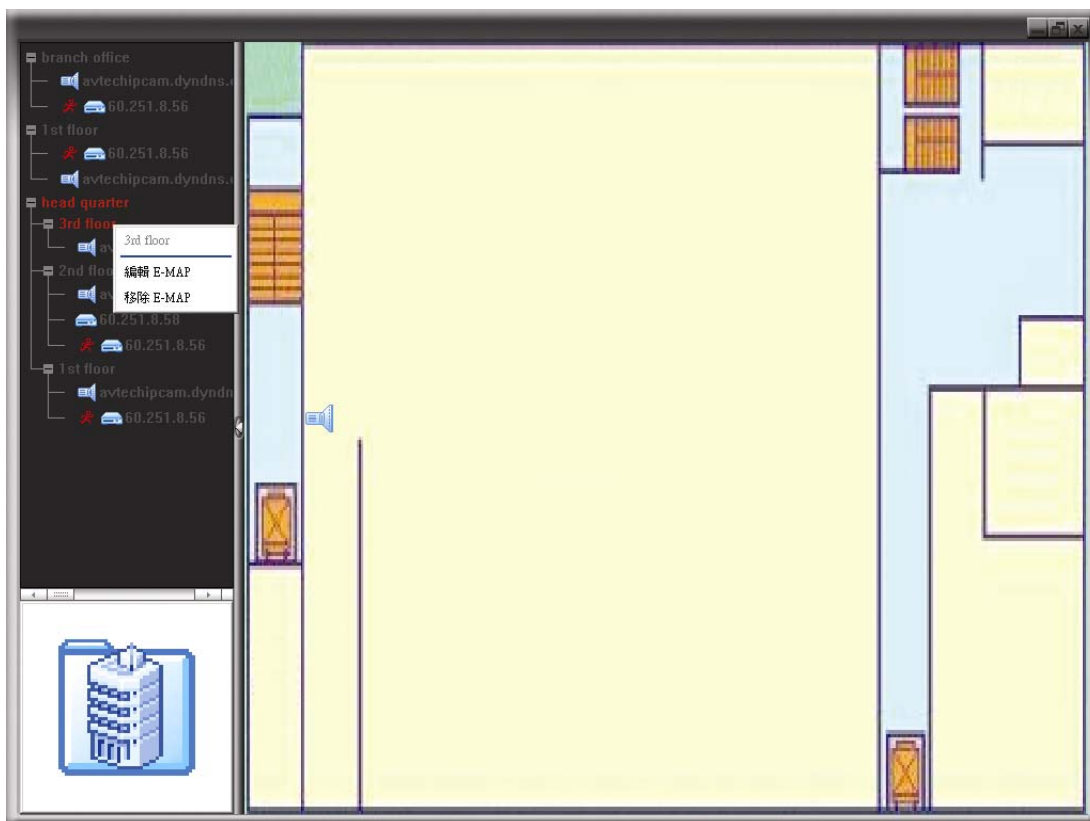 branch office
avtechipcam.dyndns.
60.251.8.56
1st floor
60.251.8.56
avtechipcam.dyndns.
head quarter
3rd floor
av
3rd floor
編輯 E-MAP
移除 E-MAP
2nd floo
av
60.251.8.58
60.251.8.56
1st floor
avtechipcam.dyndn
60.251.8.56